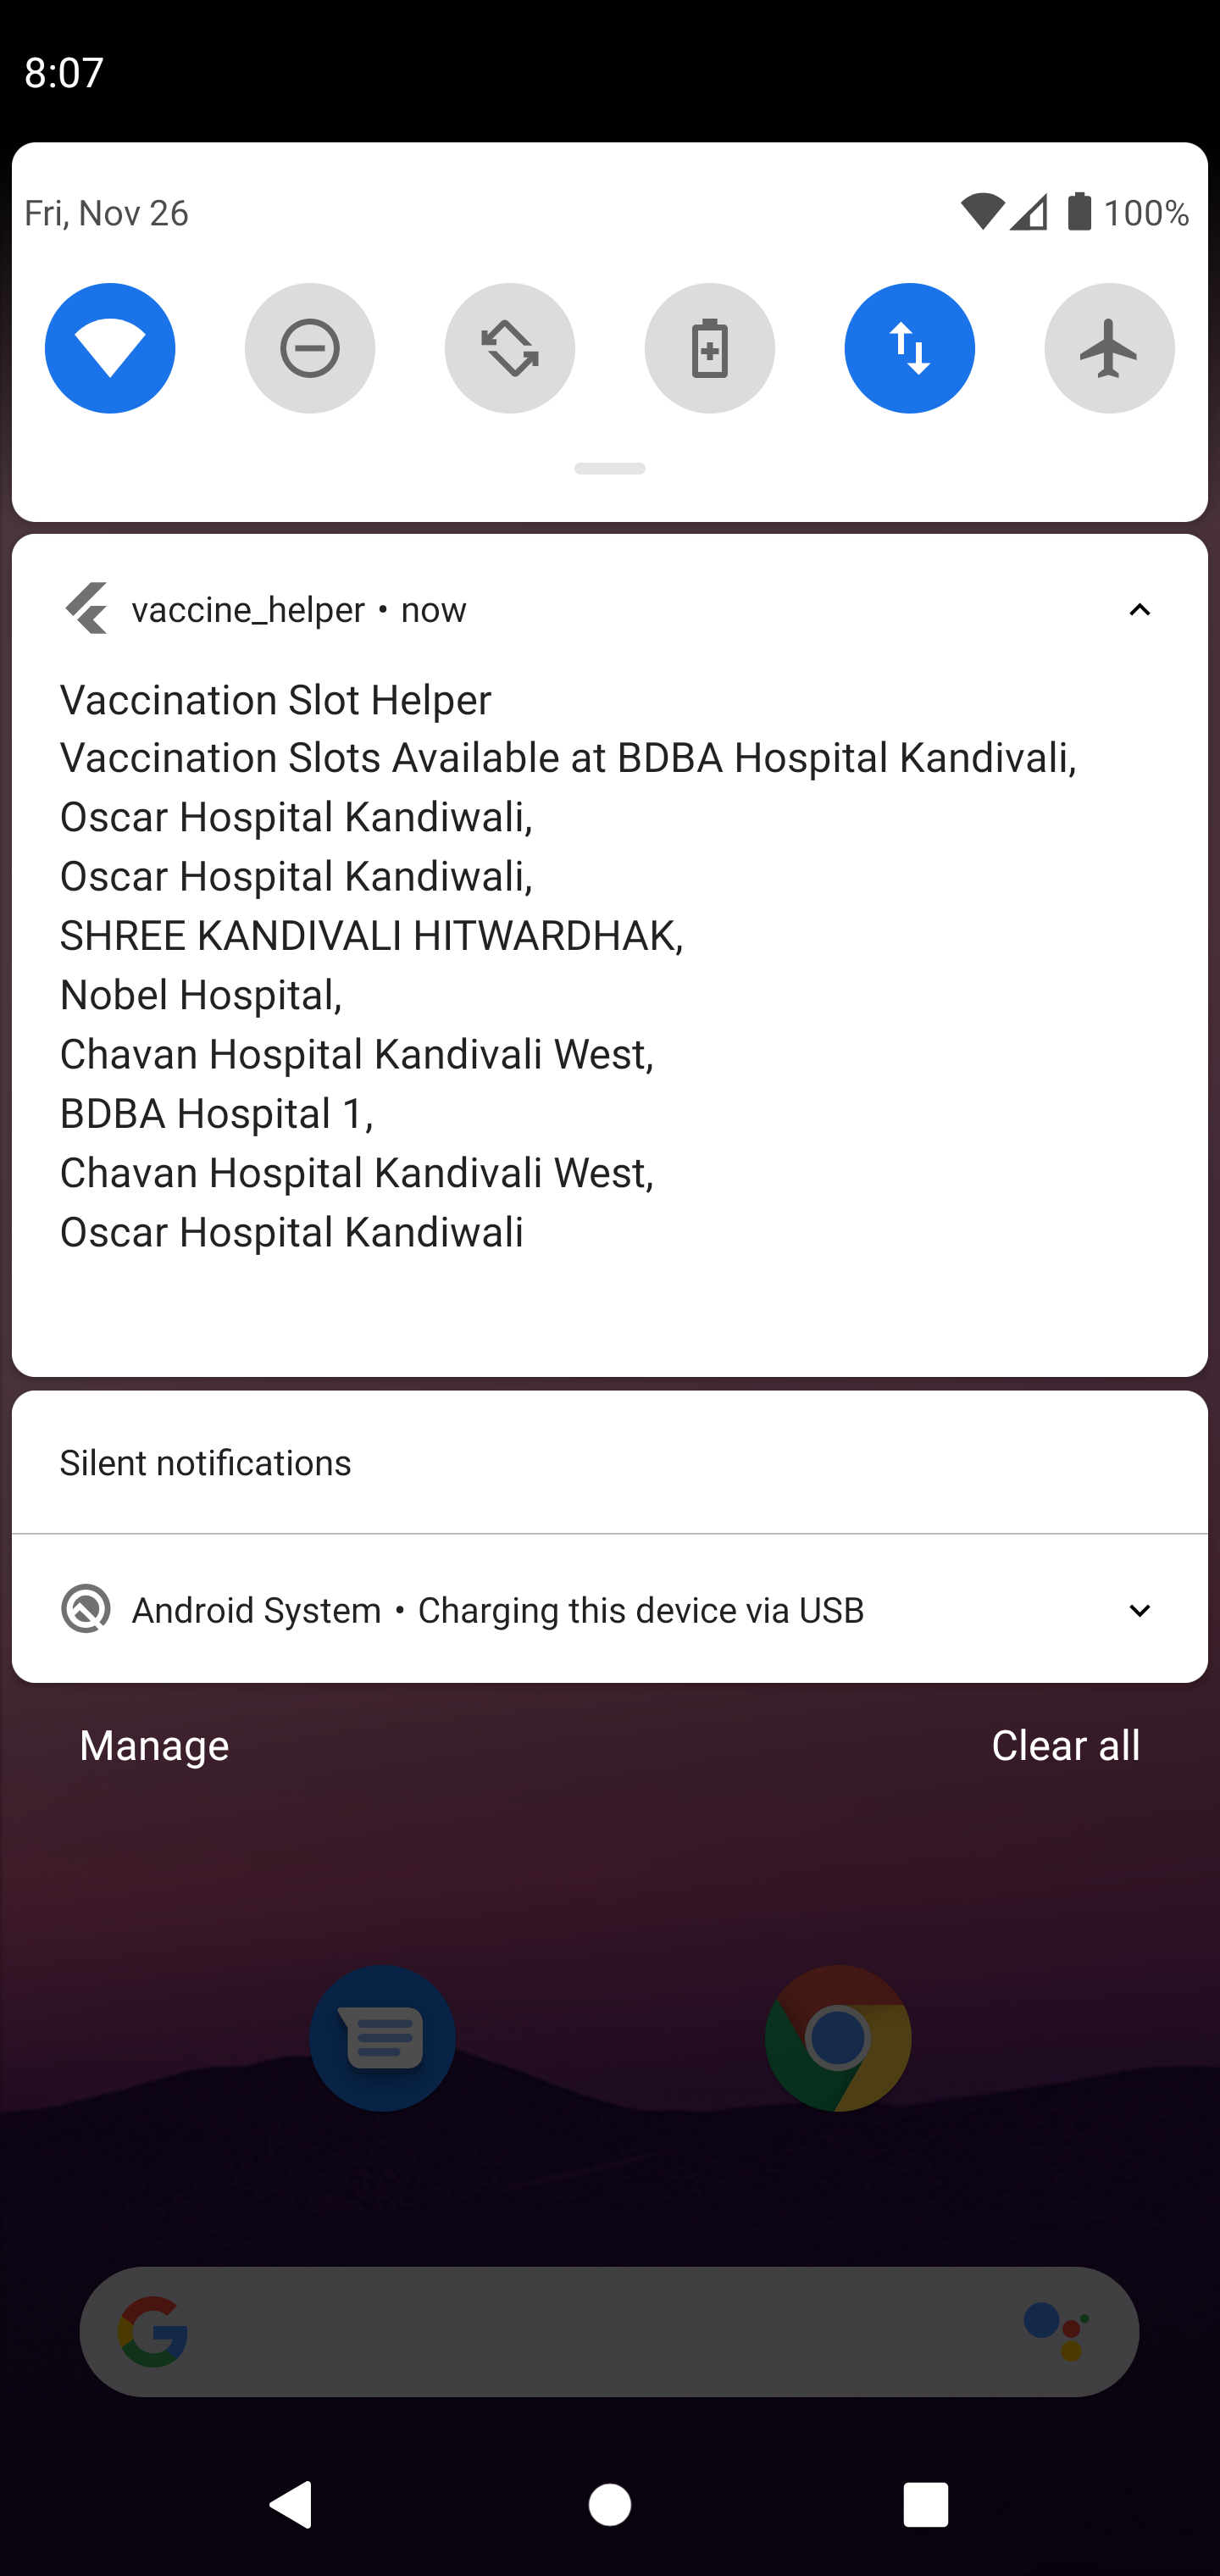 8:07
Fri, Nov 26
100%
vaccine_helper • now
Vaccination Slot Helper
Vaccination Slots Available at BDBA Hospital Kandivali,
Oscar Hospital Kandiwali,
Oscar Hospital Kandiwali,
SHREE KANDIVALI HITWARDHAK,
Nobel Hospital,
Chavan Hospital Kandivali West,
BDBA Hospital 1,
Chavan Hospital Kandivali West,
Oscar Hospital Kandiwali
Silent notifications
Android System • Charging this device via USB
Manage
Clear all